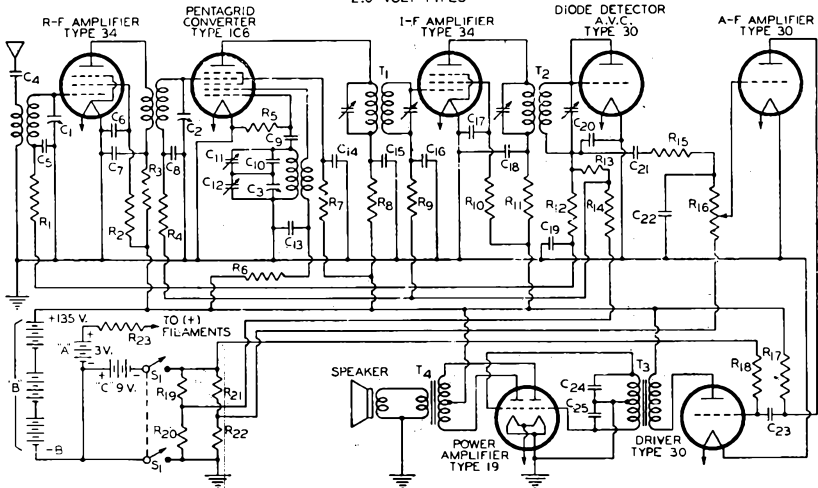 2.0 VOLT TYPES
R-F AMPLIFIER
TYPE 34
PENTAGRID
CONVERTER
TYPE 1C6
I-F AMPLIFIER
TYPE 34
DIODE DETECTOR
A.V.C.
TYPE 30
A-F AMPLIFIER
TYPE 30
C4
C1
C5
R1
C6
C7
R2
R3
C2
C8
R4
R5
C9
C11
C10
C12
C3
C13
R6
C14
R7
T1
C15
R8
C16
R9
C17
R10
C18
R11
T2
C20
C19
R12
R13
R14
C21
R15
C22
R16
+135 V.
"B"
-B
"A"
+
3V.
-
R23
TO (+)
FILAMENTS
+ -
"C" 9 V.
S1
S1
R19
R20
R21
R22
SPEAKER
T4
POWER
AMPLIFIER
TYPE 19
C24
C25
T3
DRIVER
TYPE 30
R18
R17
C23